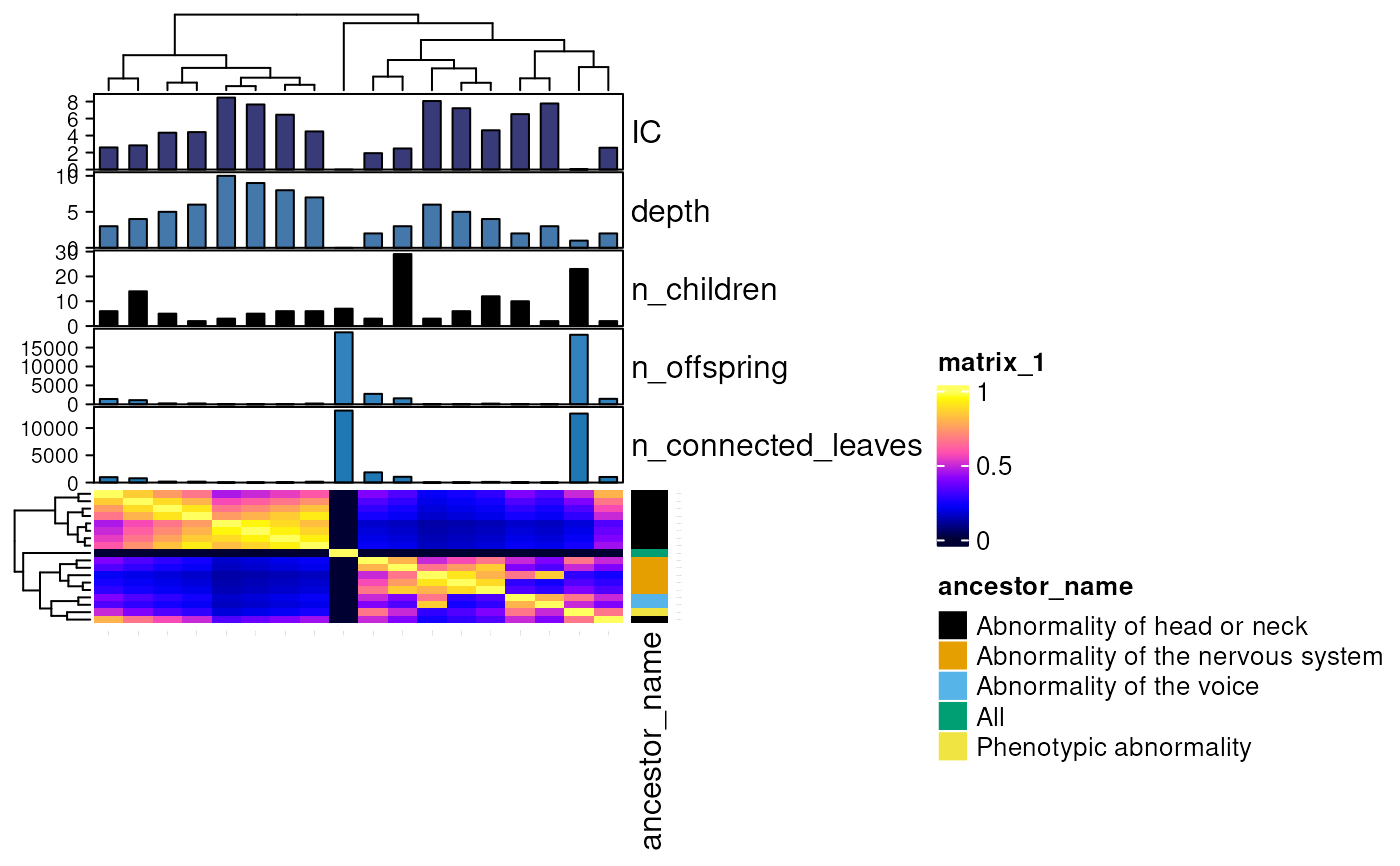 8
6
4
2
0
IC
10
5
0
depth
30
20
10
0
n_children
15000
10000
5000
0
n_offspring
10000
5000
0
n_connected_leaves
ancestor_name
matrix_1
1
0.5
0
ancestor_name
Abnormality of head or neck
Abnormality of the nervous system
Abnormality of the voice
All
Phenotypic abnormality